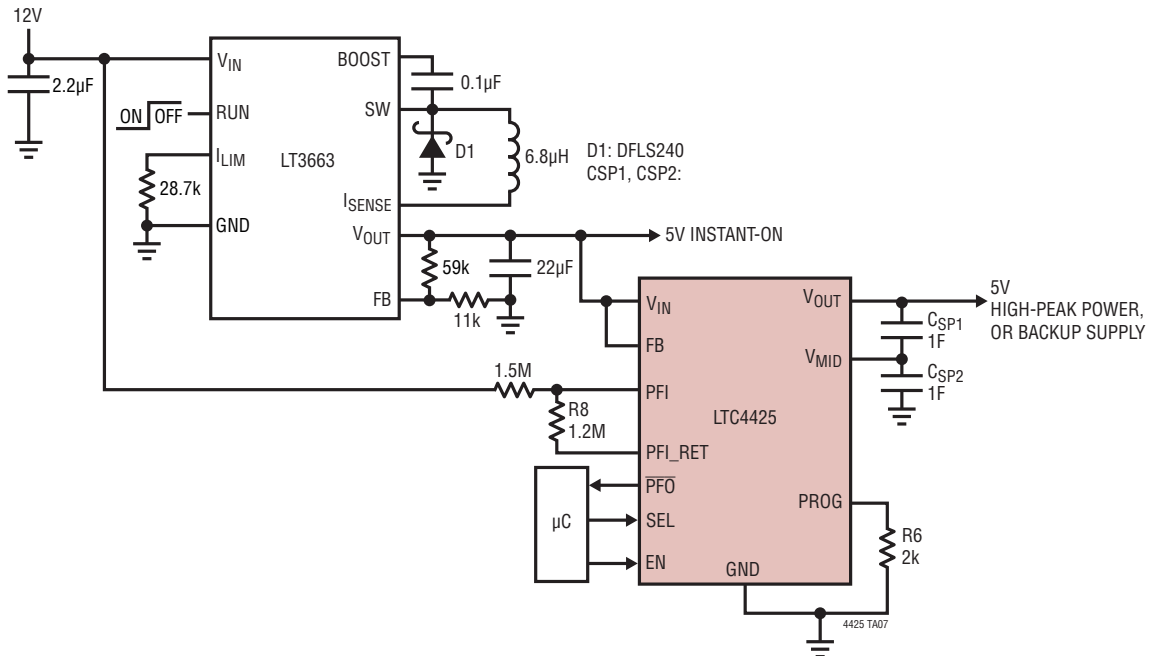 12V
2.2µF
VIN
RUN
ILIM
GND
BOOST
SW
ISENSE
VOUT
FB
LT3663
ON OFF
28.7k
0.1µF
D1
6.8µH
D1: DFLS240
CSP1, CSP2:
5V INSTANT-ON
59k
22µF
11k
1.5M
R8
1.2M
VIN
FB
PFI
PFI_RET
PFO
SEL
EN
GND
VOUT
VMID
PROG
LTC4425
µC
5V
HIGH-PEAK POWER,
OR BACKUP SUPPLY
CSP1
1F
CSP2
1F
R6
2k
4425 TA07